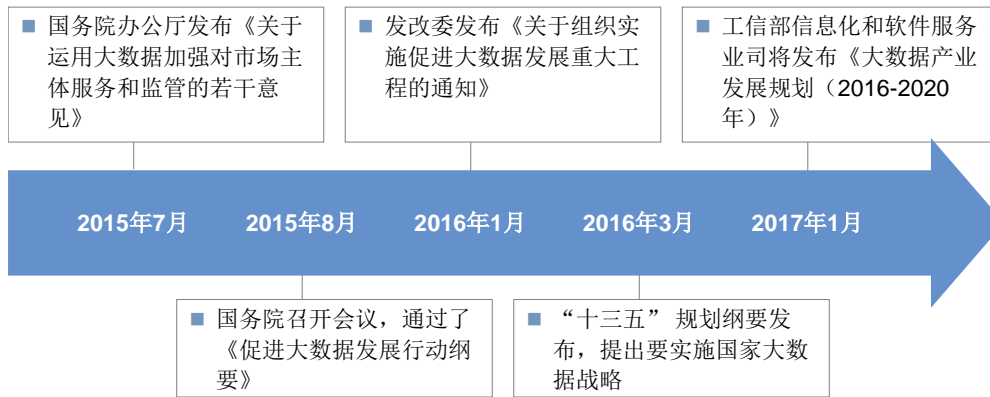 国务院办公厅发布《关于
运用大数据加强对市场主
体服务和监管的若干意
见》
发改委发布《关于组织实
施促进大数据发展重大工
程的通知》
工信部信息化和软件服务
业司将发布《大数据产业
发展规划（2016-2020
年）》
2015年7月
2015年8月
2016年1月
2016年3月
2017年1月
国务院召开会议，通过了
《促进大数据发展行动纲
要》
“十三五” 规划纲要发
布，提出要实施国家大数
据战略